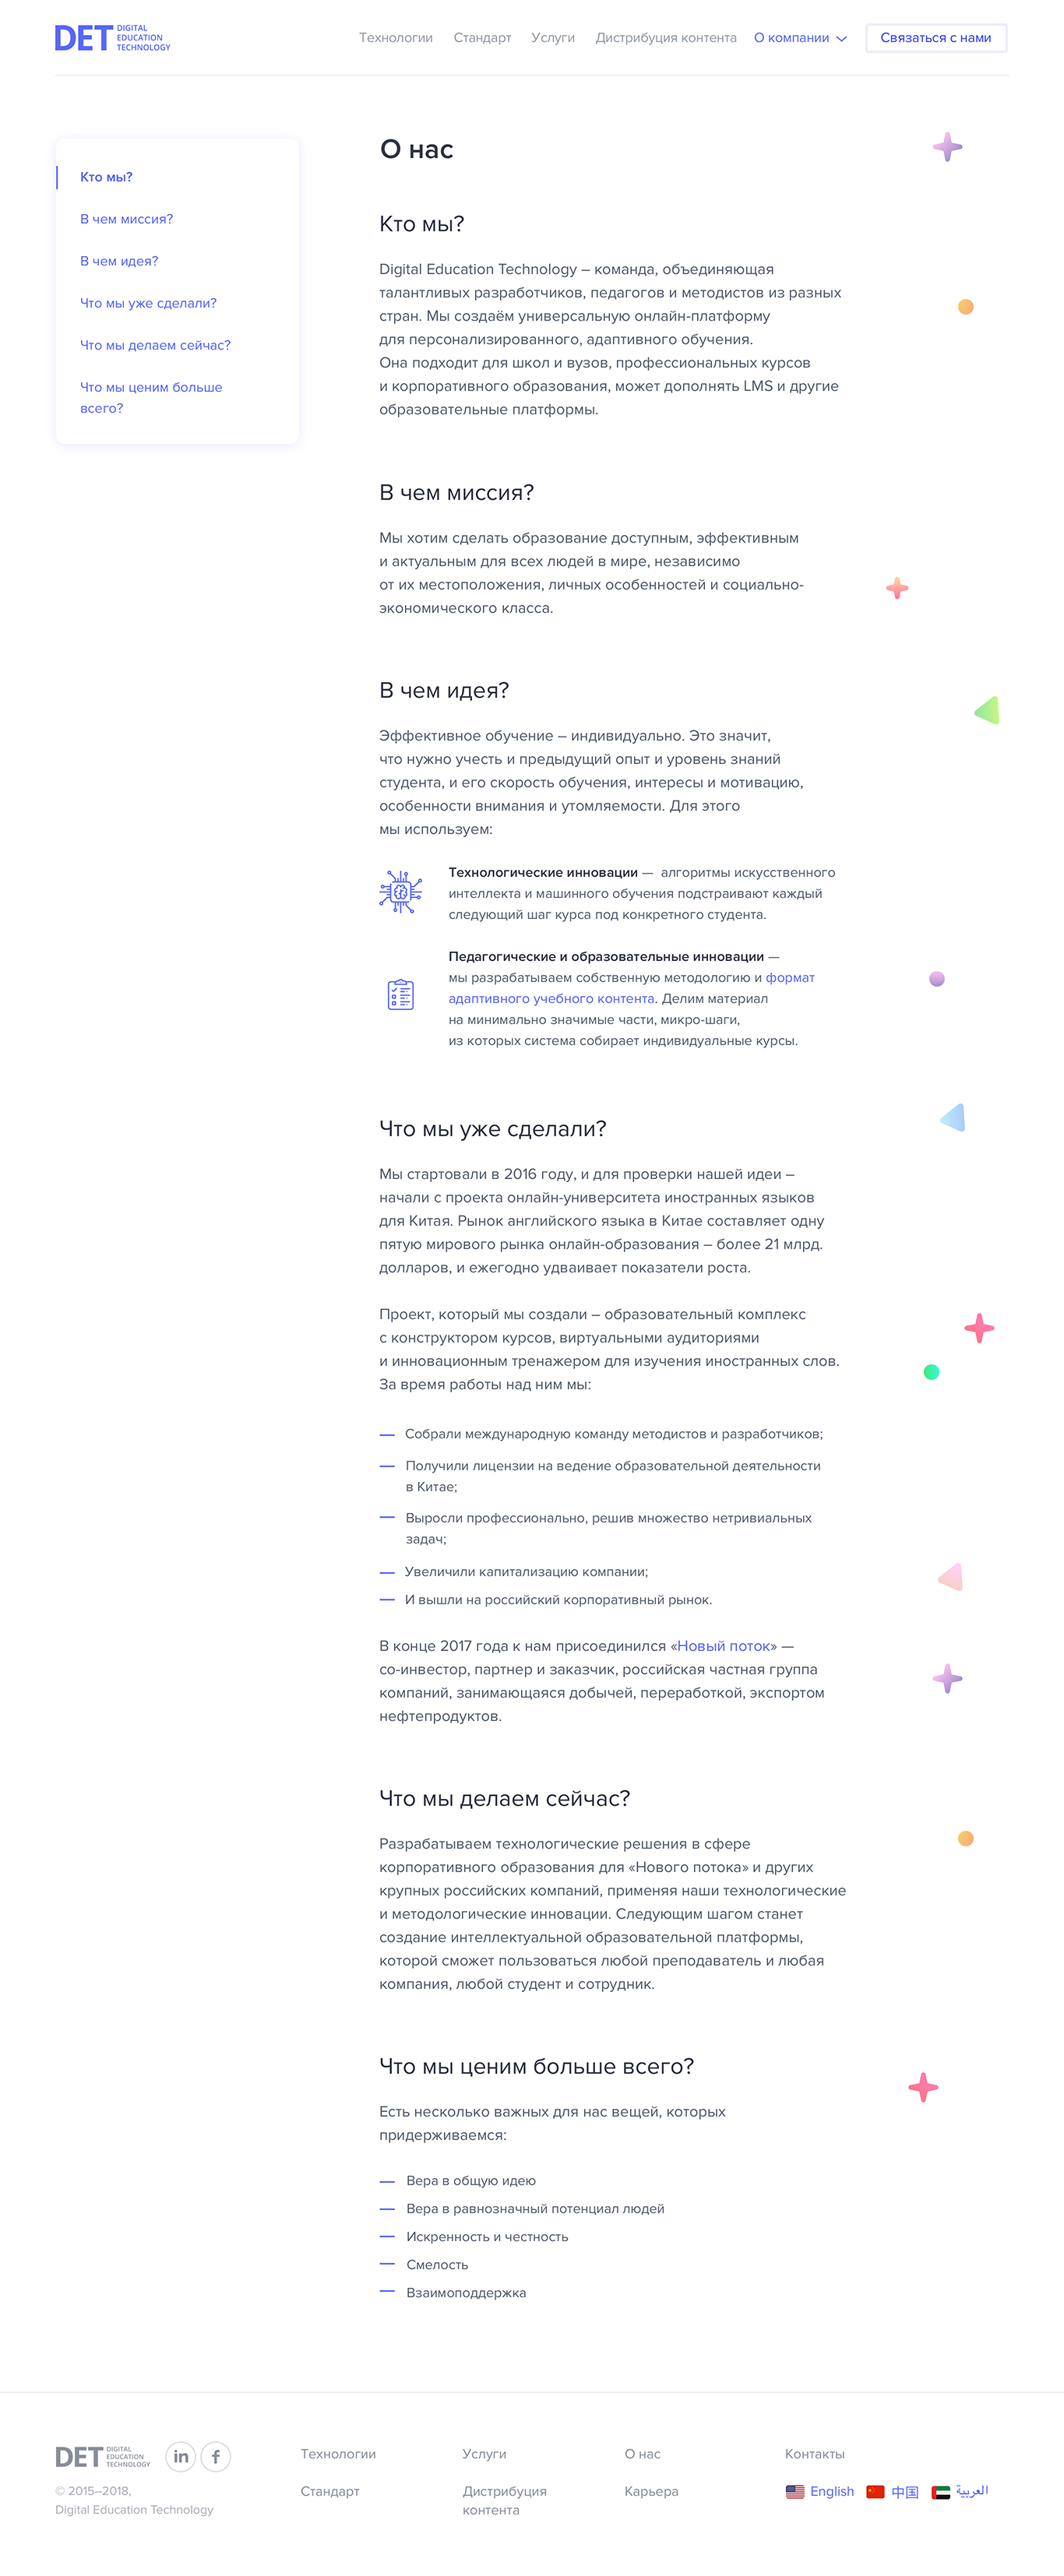 DET DIGITAL
EDUCATION
TECHNOLOGY
Технологии Стандарт Услуги Дистрибуция контента О компании Связаться с нами
Кто мы?
В чем миссия?
В чем идея?
Что мы уже сделали?
Что мы делаем сейчас?
Что мы ценим больше
всего?
О нас
Кто мы?
Digital Education Technology – команда, объединяющая
талантливых разработчиков, педагогов и методистов из разных
стран. Мы создаём универсальную онлайн-платформу
для персонализированного, адаптивного обучения.
Она подходит для школ и вузов, профессиональных курсов
и корпоративного образования, может дополнять LMS и другие
образовательные платформы.
В чем миссия?
Мы хотим сделать образование доступным, эффективным
и актуальным для всех людей в мире, независимо
от их местоположения, личных особенностей и социально-
экономического класса.
В чем идея?
Эффективное обучение – индивидуально. Это значит,
что нужно учесть и предыдущий опыт и уровень знаний
студента, и его скорость обучения, интересы и мотивацию,
особенности внимания и утомляемости. Для этого
мы используем:
Технологические инновации — алгоритмы искусственного
интеллекта и машинного обучения подстраивают каждый
следующий шаг курса под конкретного студента.
Педагогические и образовательные инновации —
мы разрабатываем собственную методологию и формат
адаптивного учебного контента. Делим материал
на минимально значимые части, микро-шаги,
из которых система собирает индивидуальные курсы.
Что мы уже сделали?
Мы стартовали в 2016 году, и для проверки нашей идеи –
начали с проекта онлайн-университета иностранных языков
для Китая. Рынок английского языка в Китае составляет одну
пятую мирового рынка онлайн-образования – более 21 млрд.
долларов, и ежегодно удваивает показатели роста.
Проект, который мы создали – образовательный комплекс
с конструктором курсов, виртуальными аудиториями
и инновационным тренажером для изучения иностранных слов.
За время работы над ним мы:
— Собрали международную команду методистов и разработчиков;
— Получили лицензии на ведение образовательной деятельности
в Китае;
— Выросли профессионально, решив множество нетривиальных
задач;
— Увеличили капитализацию компании;
— И вышли на российский корпоративный рынок.
В конце 2017 года к нам присоединился «Новый поток» —
со-инвестор, партнер и заказчик, российская частная группа
компаний, занимающаяся добычей, переработкой, экспортом
нефтепродуктов.
Что мы делаем сейчас?
Разрабатываем технологические решения в сфере
корпоративного образования для «Нового потока» и других
крупных российских компаний, применяя наши технологические
и методологические инновации. Следующим шагом станет
создание интеллектуальной образовательной платформы,
которой сможет пользоваться любой преподаватель и любая
компания, любой студент и сотрудник.
Что мы ценим больше всего?
Есть несколько важных для нас вещей, которых
придерживаемся:
— Вера в общую идею
— Вера в равнозначный потенциал людей
— Искренность и честность
— Смелость
— Взаимоподдержка
DET DIGITAL
EDUCATION
TECHNOLOGY
in f
© 2015–2018,
Digital Education Technology
Технологии Услуги О нас Контакты
Стандарт Дистрибуция
контента Карьера English 中国 العربية